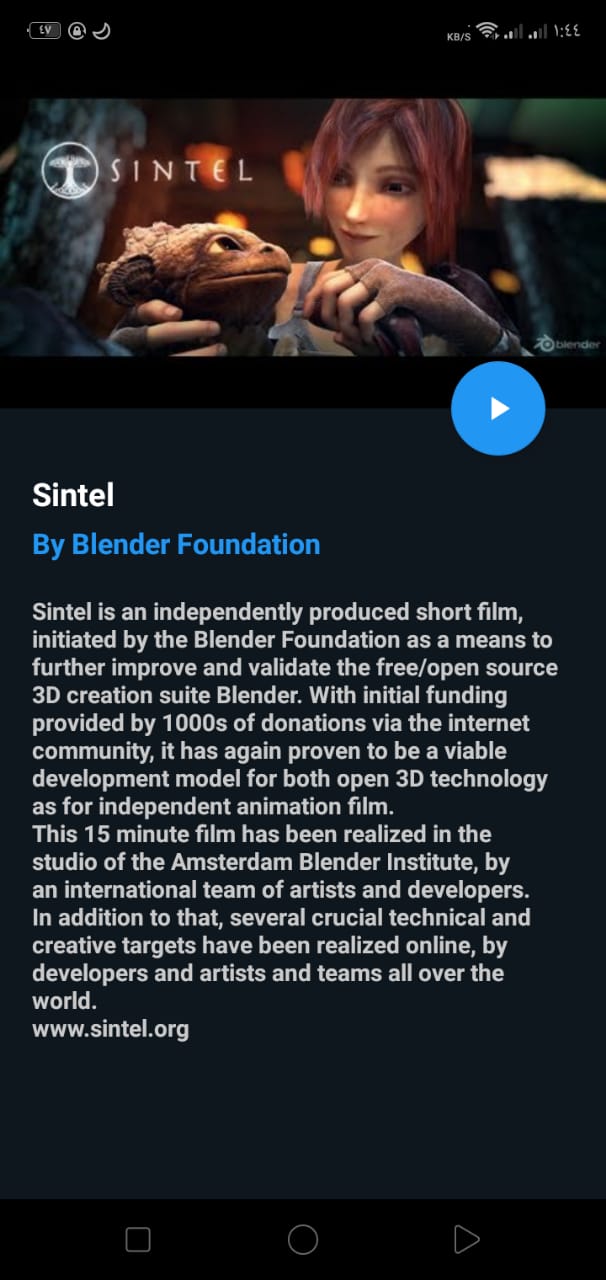 ٤٧
KB/S
١:٤٤
SINTEL
blender
Sintel
By Blender Foundation
Sintel is an independently produced short film,
initiated by the Blender Foundation as a means to
further improve and validate the free/open source
3D creation suite Blender. With initial funding
provided by 1000s of donations via the internet
community, it has again proven to be a viable
development model for both open 3D technology
as for independent animation film.
This 15 minute film has been realized in the
studio of the Amsterdam Blender Institute, by
an international team of artists and developers.
In addition to that, several crucial technical and
creative targets have been realized online, by
developers and artists and teams all over the
world.
www.sintel.org